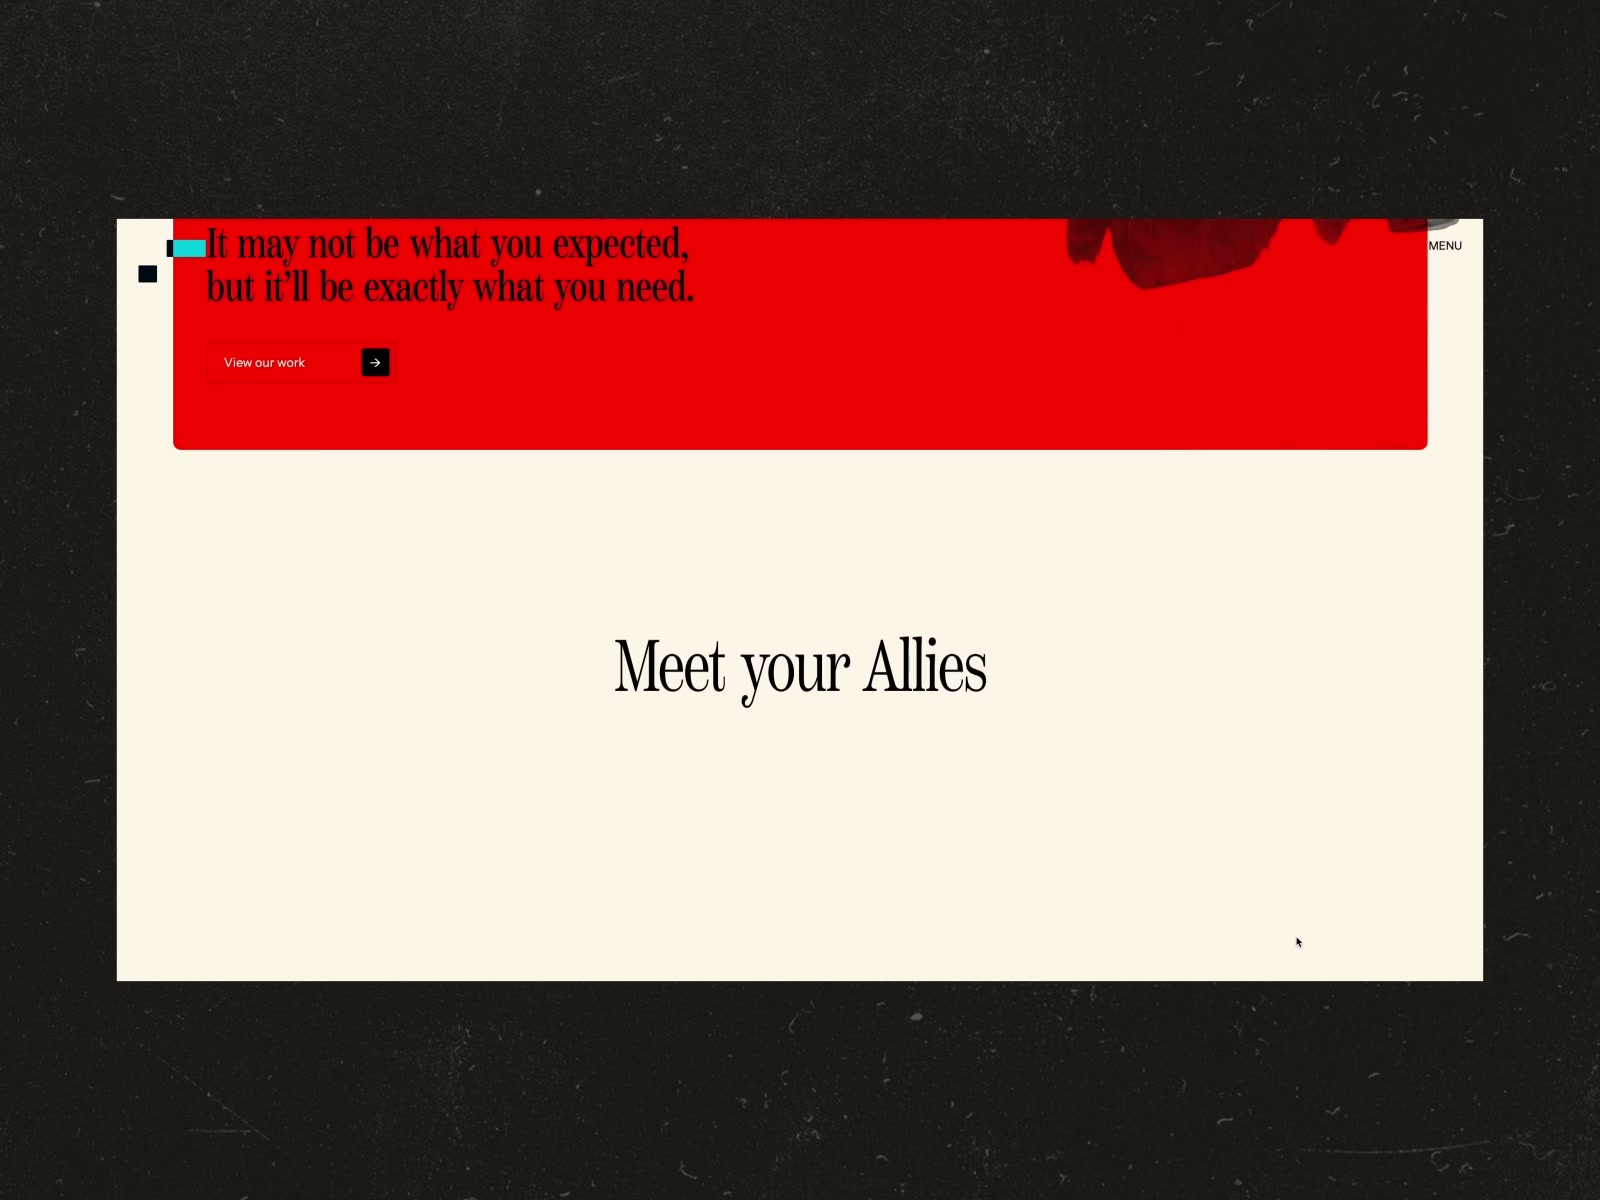 It may not be what you expected,
but it’ll be exactly what you need.
MENU
View our work
Meet your Allies